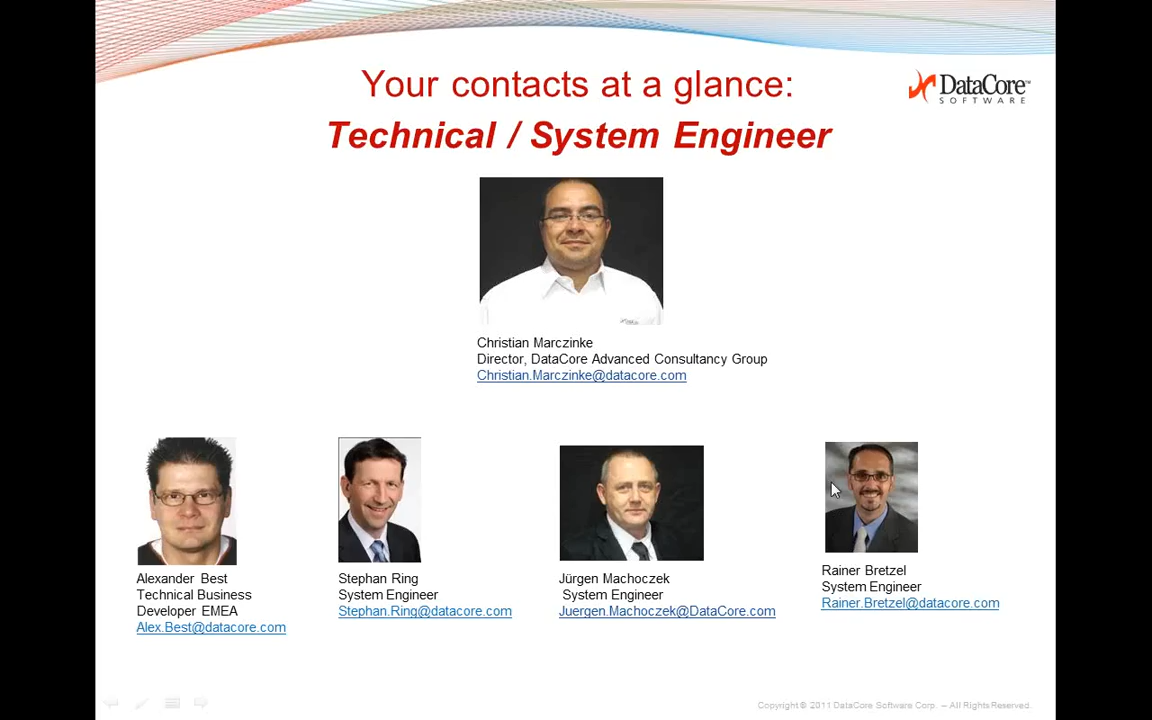 Your contacts at a glance:
Technical / System Engineer
DataCore™
SOFTWARE
Christian Marczinke
Director, DataCore Advanced Consultancy Group
Christian.Marczinke@datacore.com
Alexander Best
Technical Business
Developer EMEA
Alex.Best@datacore.com
Stephan Ring
System Engineer
Stephan.Ring@datacore.com
Jürgen Machoczek
System Engineer
Juergen.Machoczek@DataCore.com
Rainer Bretzel
System Engineer
Rainer.Bretzel@datacore.com
Copyright © 2011 DataCore Software Corp. – All Rights Reserved.